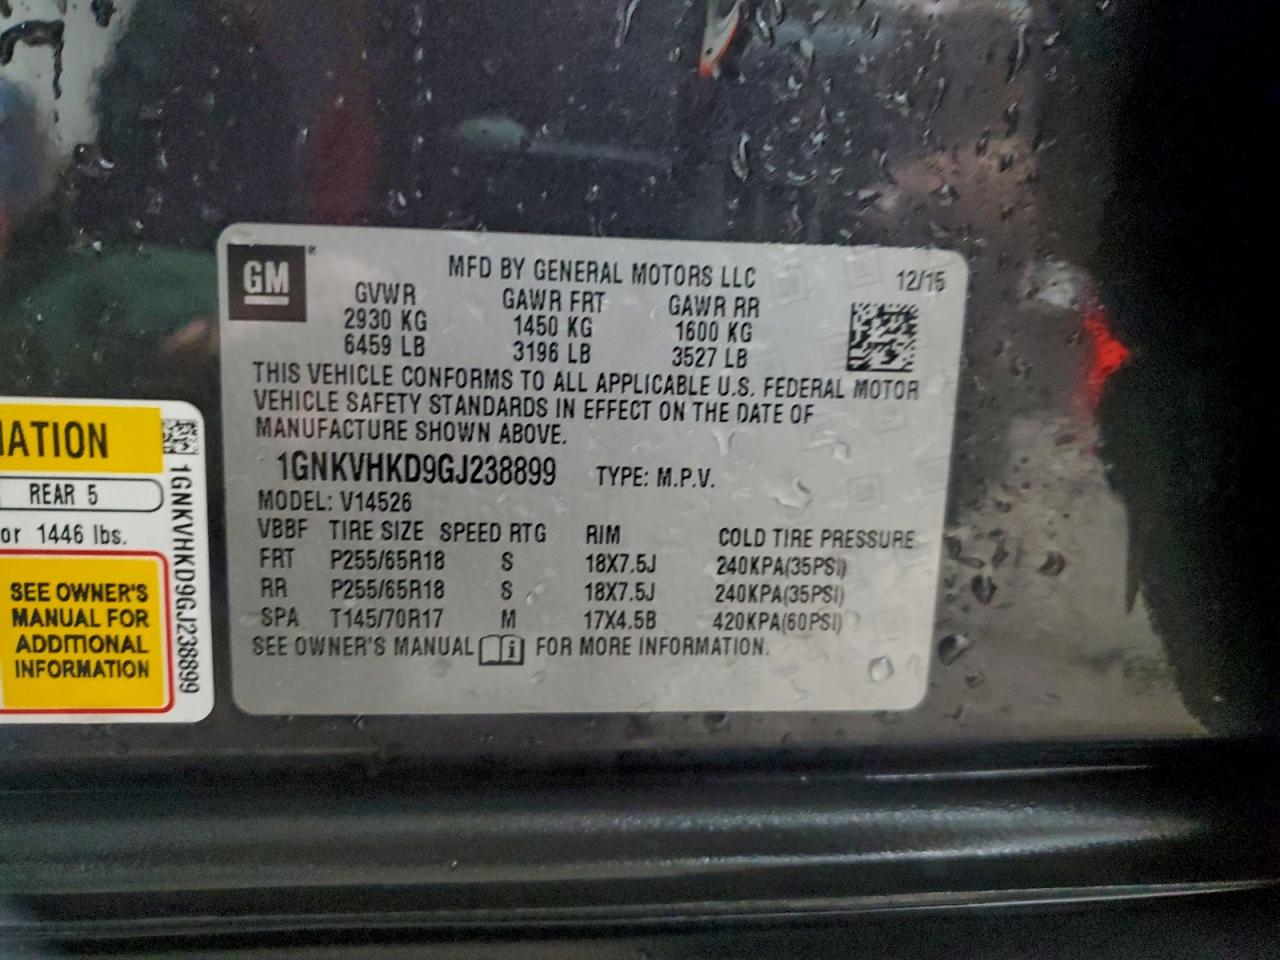 GM
MFD BY GENERAL MOTORS LLC
12/15
GVWR GAWR FRT GAWR RR
2930 KG 1450 KG 1600 KG
6459 LB 3196 LB 3527 LB
THIS VEHICLE CONFORMS TO ALL APPLICABLE U.S. FEDERAL MOTOR
VEHICLE SAFETY STANDARDS IN EFFECT ON THE DATE OF
MANUFACTURE SHOWN ABOVE.
1GNKVHKD9GJ238899 TYPE: M.P.V.
MODEL: V14526
VBBF TIRE SIZE SPEED RTG RIM COLD TIRE PRESSURE
FRT P255/65R18 S 18X7.5J 240KPA(35PSI)
RR P255/65R18 S 18X7.5J 240KPA(35PSI)
SPA T145/70R17 M 17X4.5B 420KPA(60PSI)
SEE OWNER'S MANUAL FOR MORE INFORMATION.
REAR 5
or 1446 lbs.
SEE OWNER'S
MANUAL FOR
ADDITIONAL
INFORMATION
1GNKVHKD9GJ238899